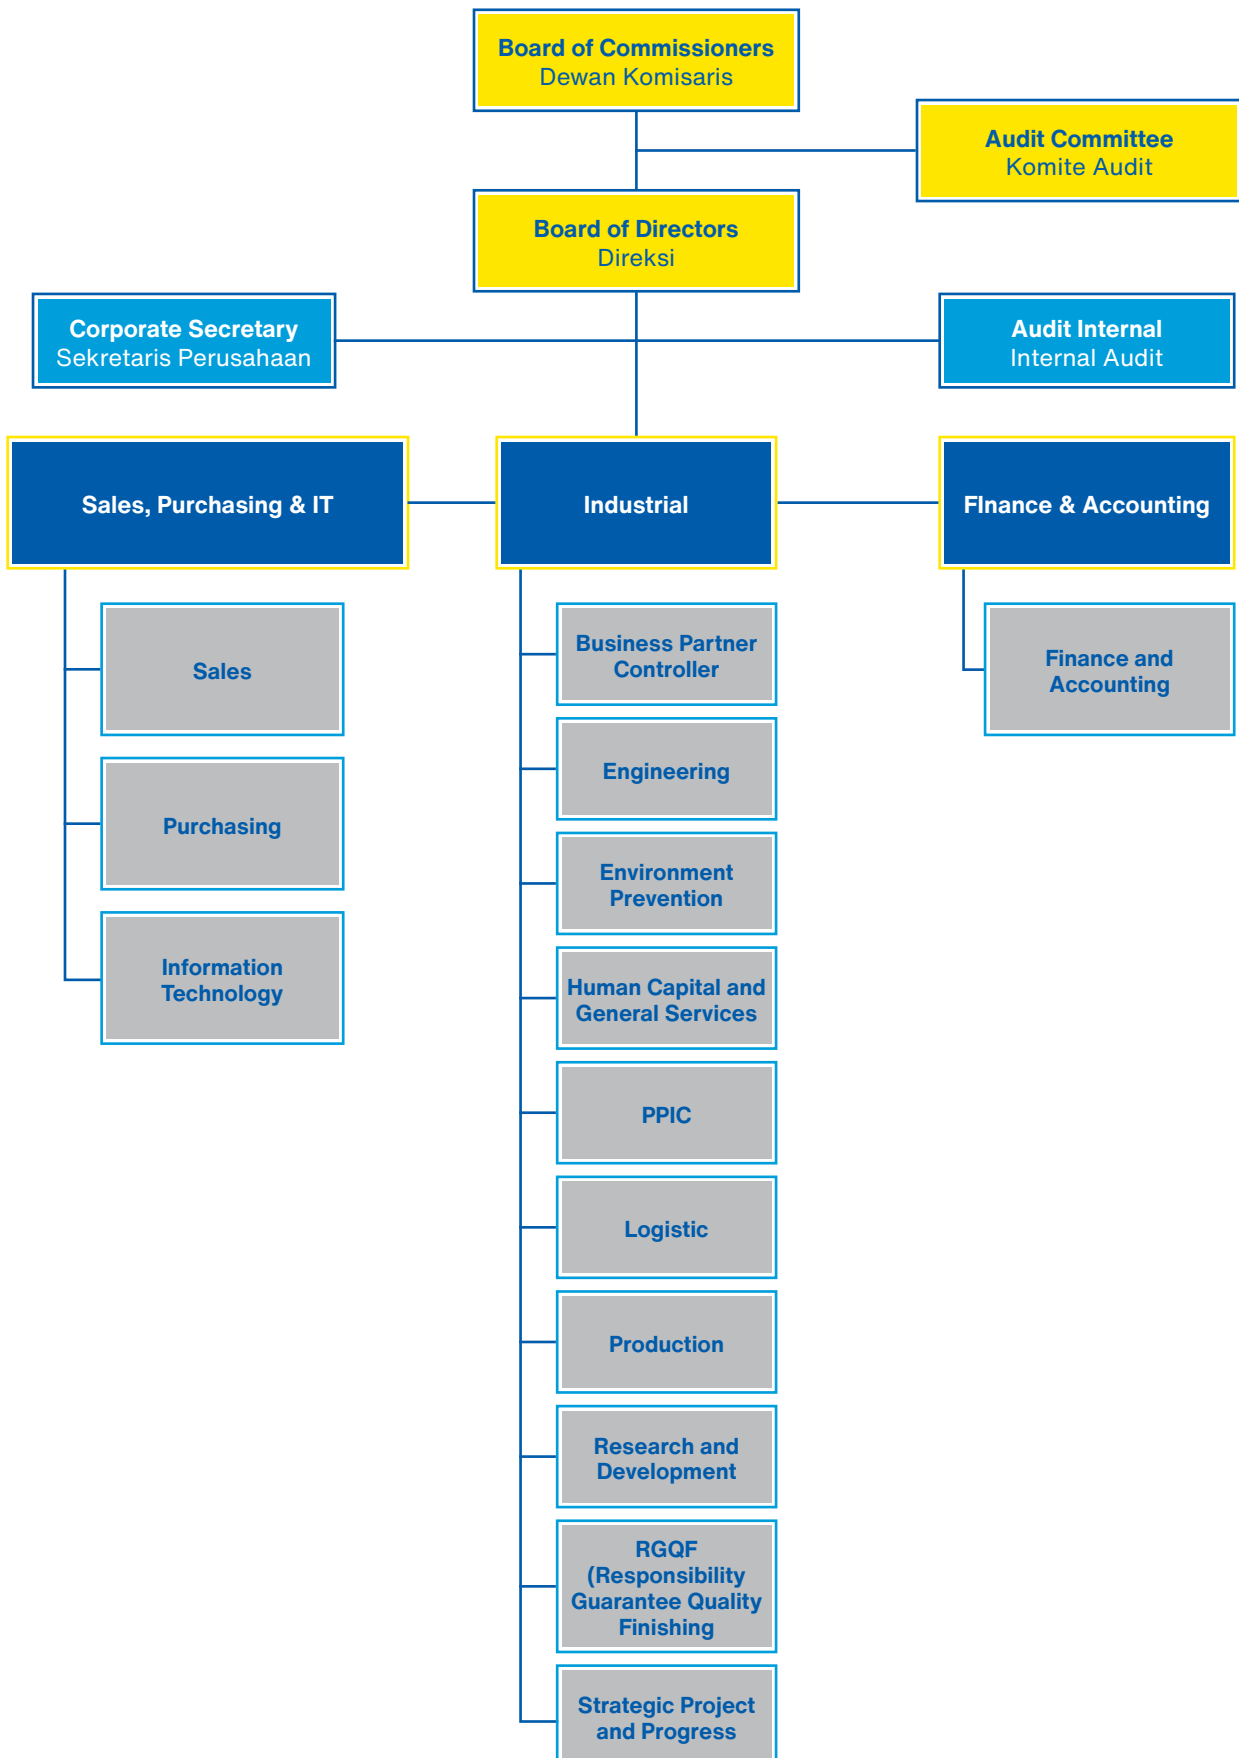 Board of Commissioners
Dewan Komisaris
Audit Committee
Komite Audit
Board of Directors
Direksi
Corporate Secretary
Sekretaris Perusahaan
Audit Internal
Internal Audit
Sales, Purchasing & IT
Industrial
FInance & Accounting
Sales
Purchasing
Information
Technology
Business Partner
Controller
Engineering
Environment
Prevention
Human Capital and
General Services
PPIC
Logistic
Production
Research and
Development
RGQF
(Responsibility
Guarantee Quality
Finishing
Strategic Project
and Progress
Finance and
Accounting